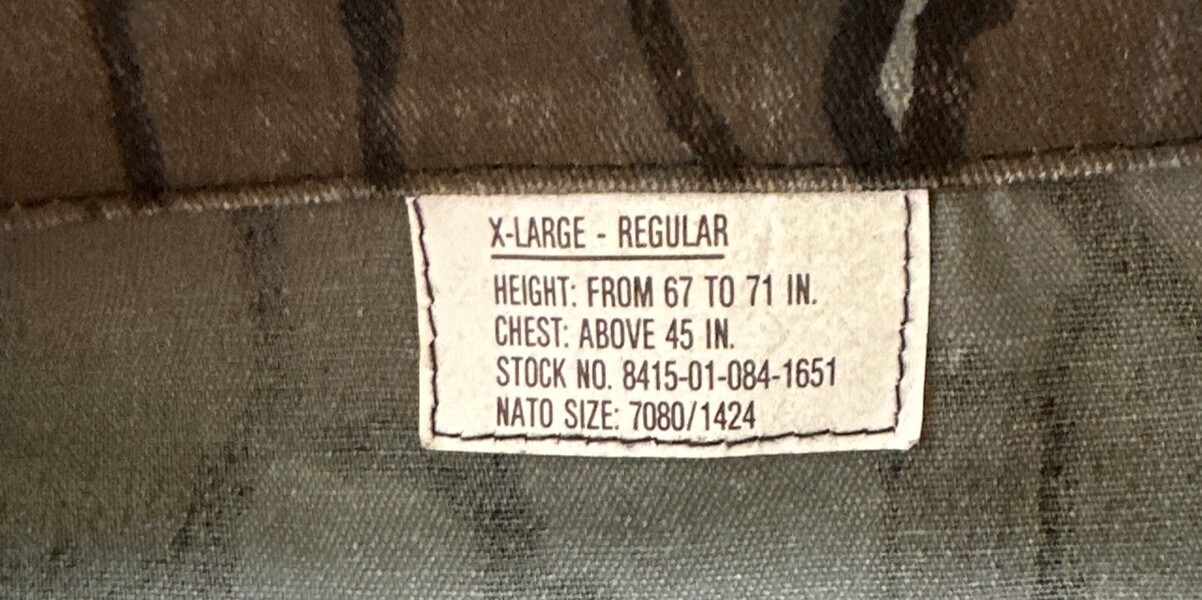 X-LARGE - REGULAR
HEIGHT: FROM 67 TO 71 IN.
CHEST: ABOVE 45 IN.
STOCK NO. 8415-01-084-1651
NATO SIZE: 7080/1424